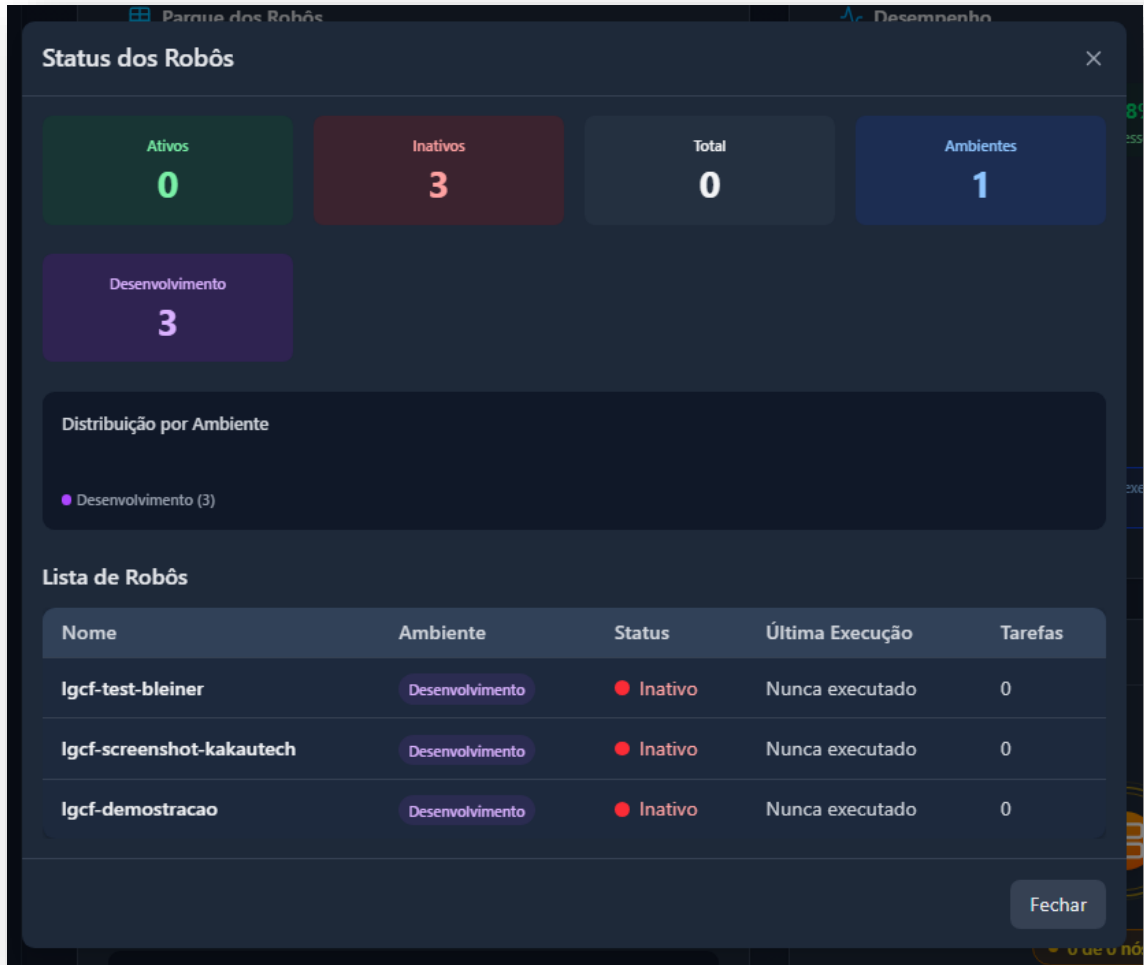 Parque dos Robôs
Desempenho
Status dos Robôs
Ativos
0
Inativos
3
Total
0
Ambientes
1
Desenvolvimento
3
Distribuição por Ambiente
Desenvolvimento (3)
Lista de Robôs
Nome Ambiente Status Última Execução Tarefas
lgcf-test-bleiner Desenvolvimento Inativo Nunca executado 0
lgcf-screenshot-kakautech Desenvolvimento Inativo Nunca executado 0
lgcf-demostracao Desenvolvimento Inativo Nunca executado 0
Fechar